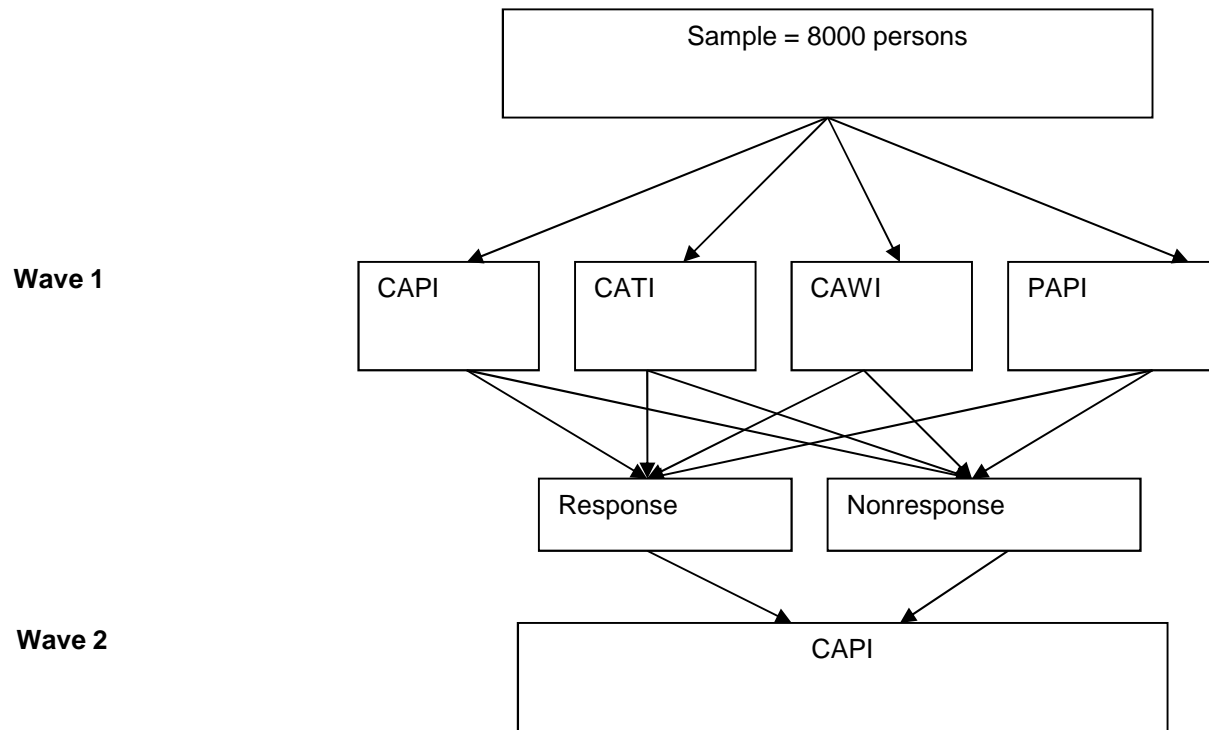 Sample = 8000 persons
Wave 1
CAPI
CATI
CAWI
PAPI
Response
Nonresponse
Wave 2
CAPI